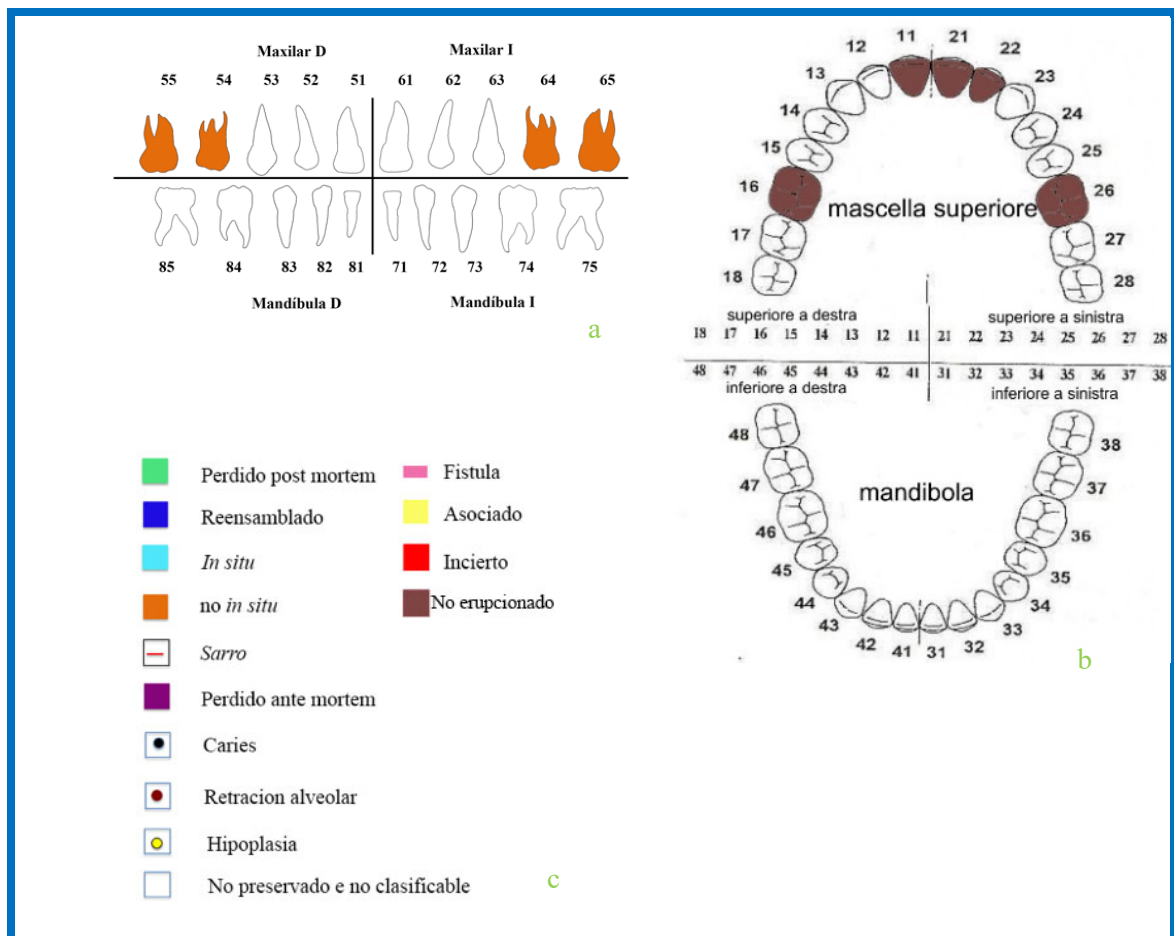 Maxilar D Maxilar I
55 54 53 52 51 61 62 63 64 65
85 84 83 82 81 71 72 73 74 75
Mandíbula D Mandíbula I
a
12 11 21 22
13 23
14 24
15 25
16 26
mascella superiore
17 27
18 28
superiore a destra superiore a sinistra
18 17 16 15 14 13 12 11 21 22 23 24 25 26 27 28
48 47 46 45 44 43 42 41 31 32 33 34 35 36 37 38
inferiore a destra inferiore a sinistra
48 38
47 mandibola 37
46 36
45 35
44 34
43 33
42 41 31 32
b
Perdido post mortem
Reensamblado
In situ
no in situ
Sarro
Perdido ante mortem
Caries
Retracion alveolar
Hipoplasia
No preservado e no clasificable
Fistula
Asociado
Incierto
No erupcionado
c